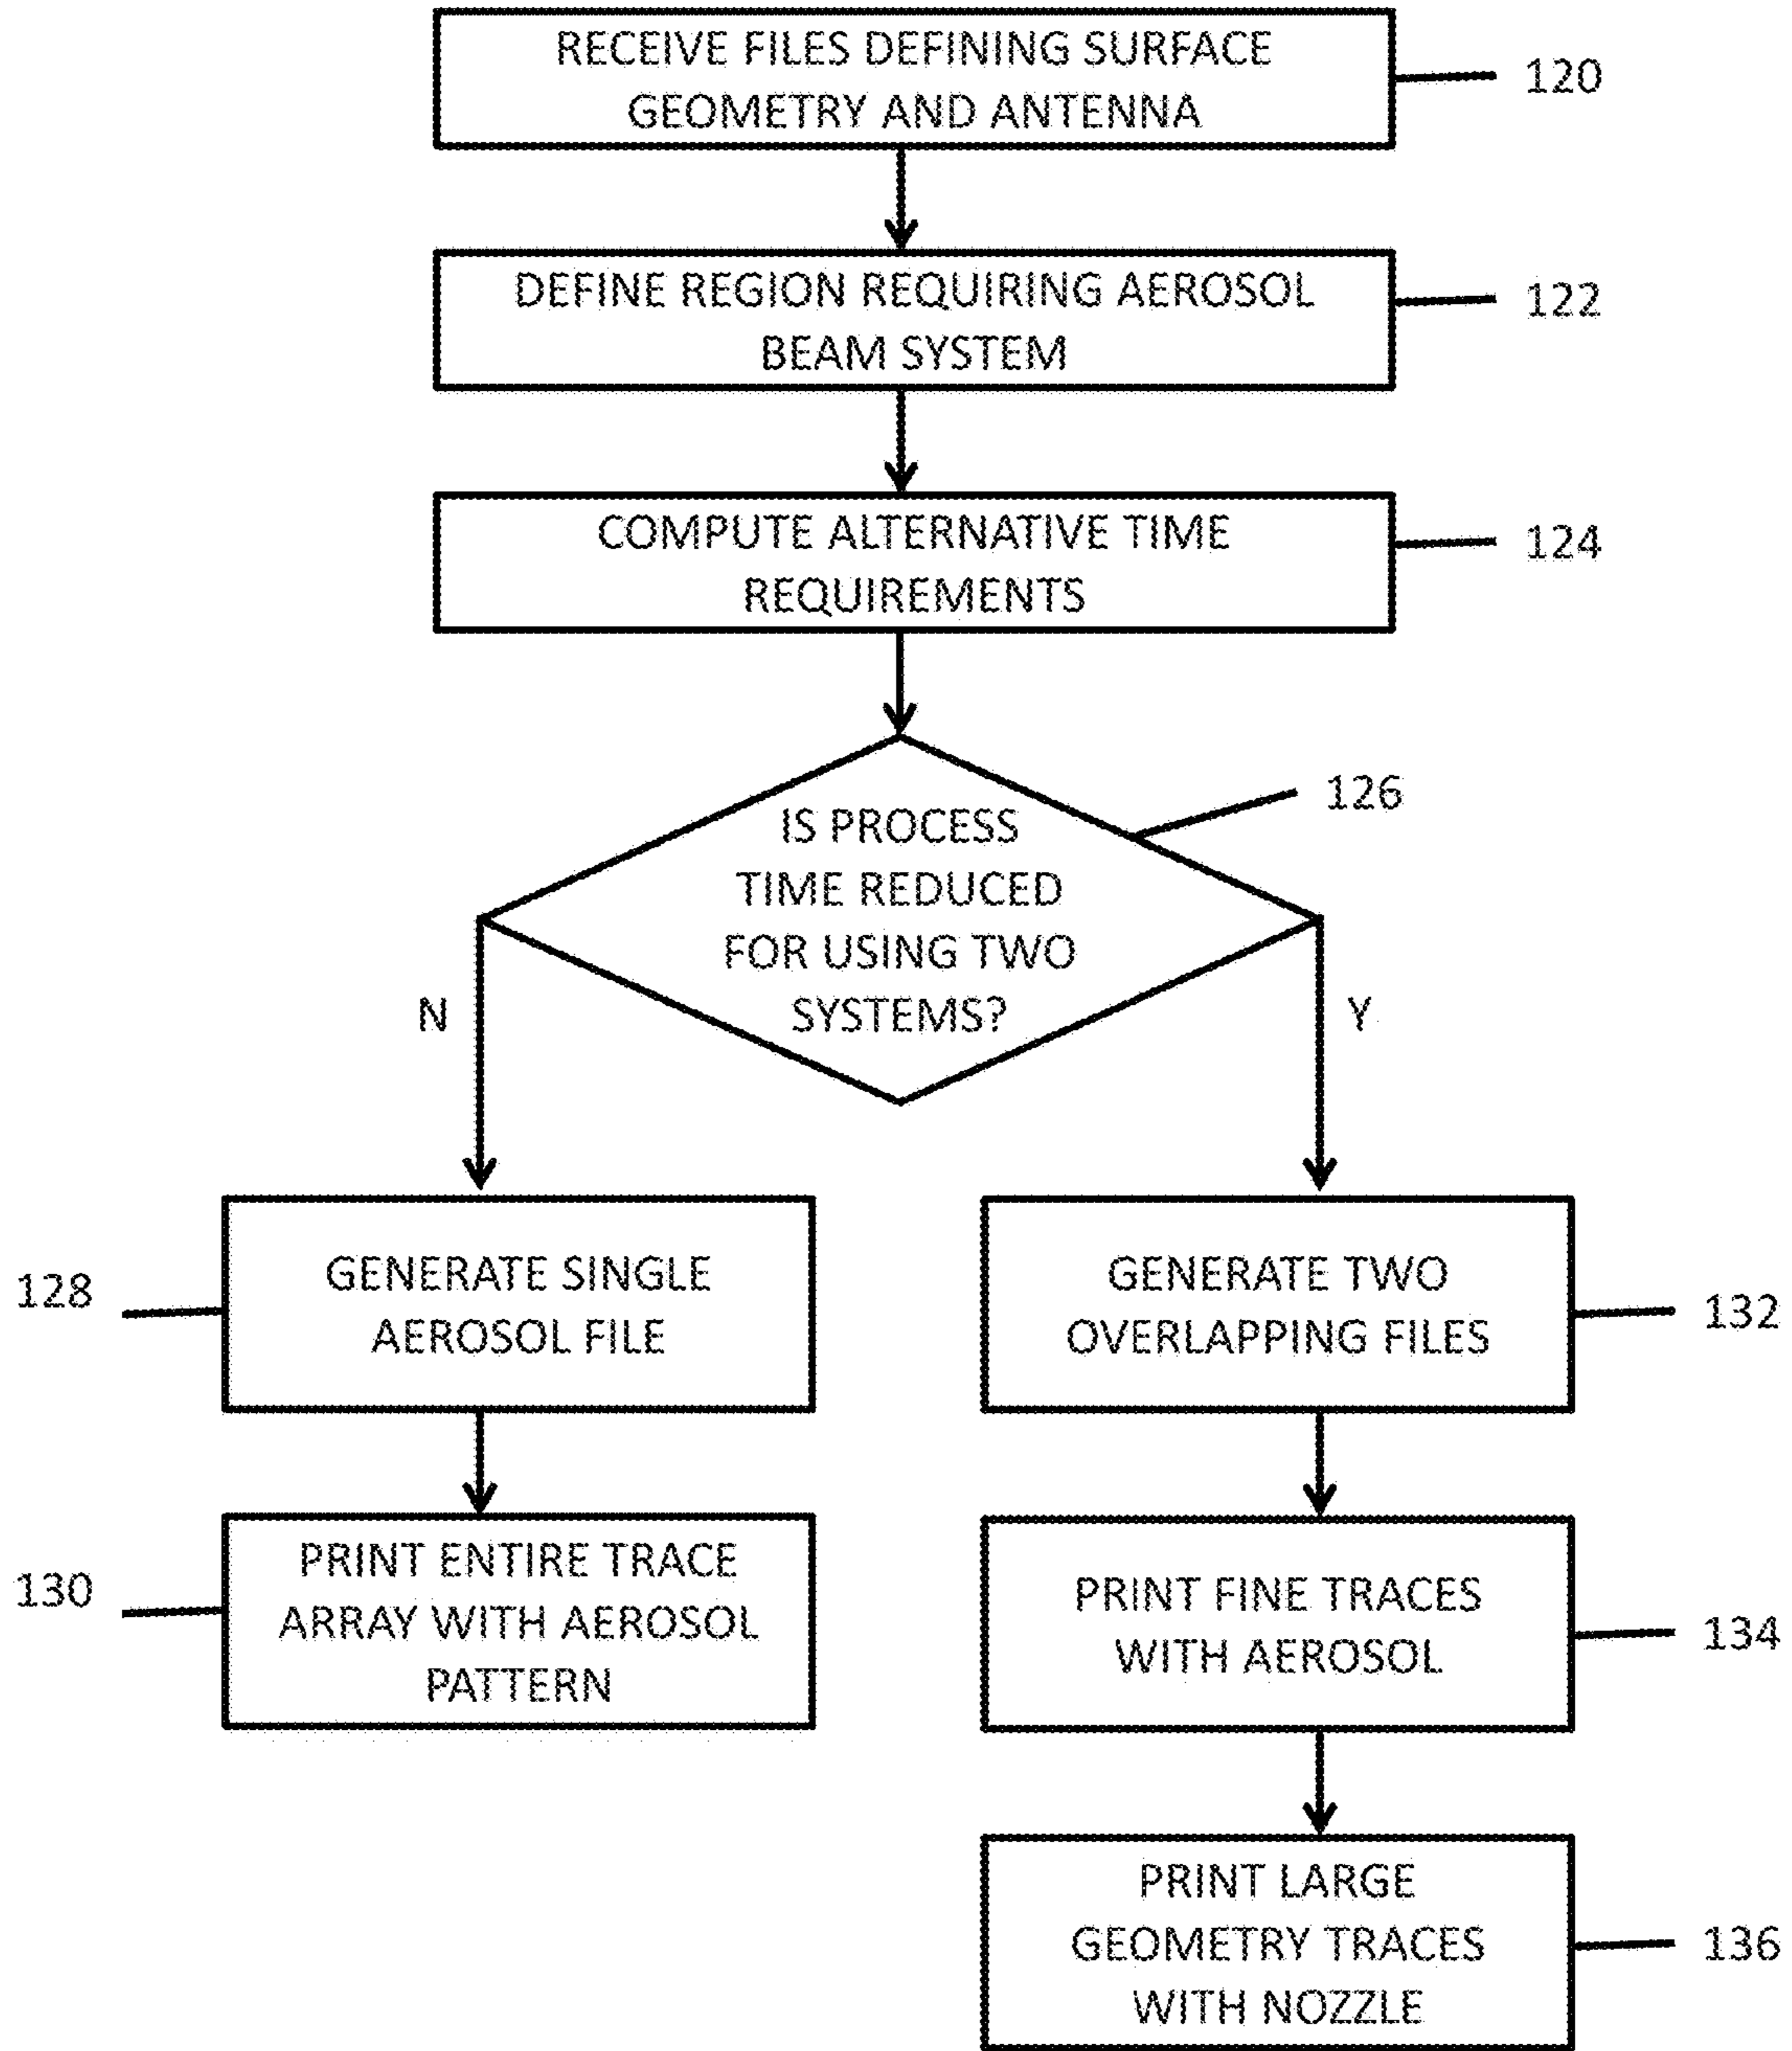 RECEIVE FILES DEFINING SURFACE
GEOMETRY AND ANTENNA
120
DEFINE REGION REQUIRING AEROSOL
BEAM SYSTEM
122
COMPUTE ALTERNATIVE TIME
REQUIREMENTS
124
IS PROCESS
TIME REDUCED
FOR USING TWO
SYSTEMS?
126
N
Y
GENERATE SINGLE
AEROSOL FILE
128
PRINT ENTIRE TRACE
ARRAY WITH AEROSOL
PATTERN
130
GENERATE TWO
OVERLAPPING FILES
132
PRINT FINE TRACES
WITH AEROSOL
134
PRINT LARGE
GEOMETRY TRACES
WITH NOZZLE
136